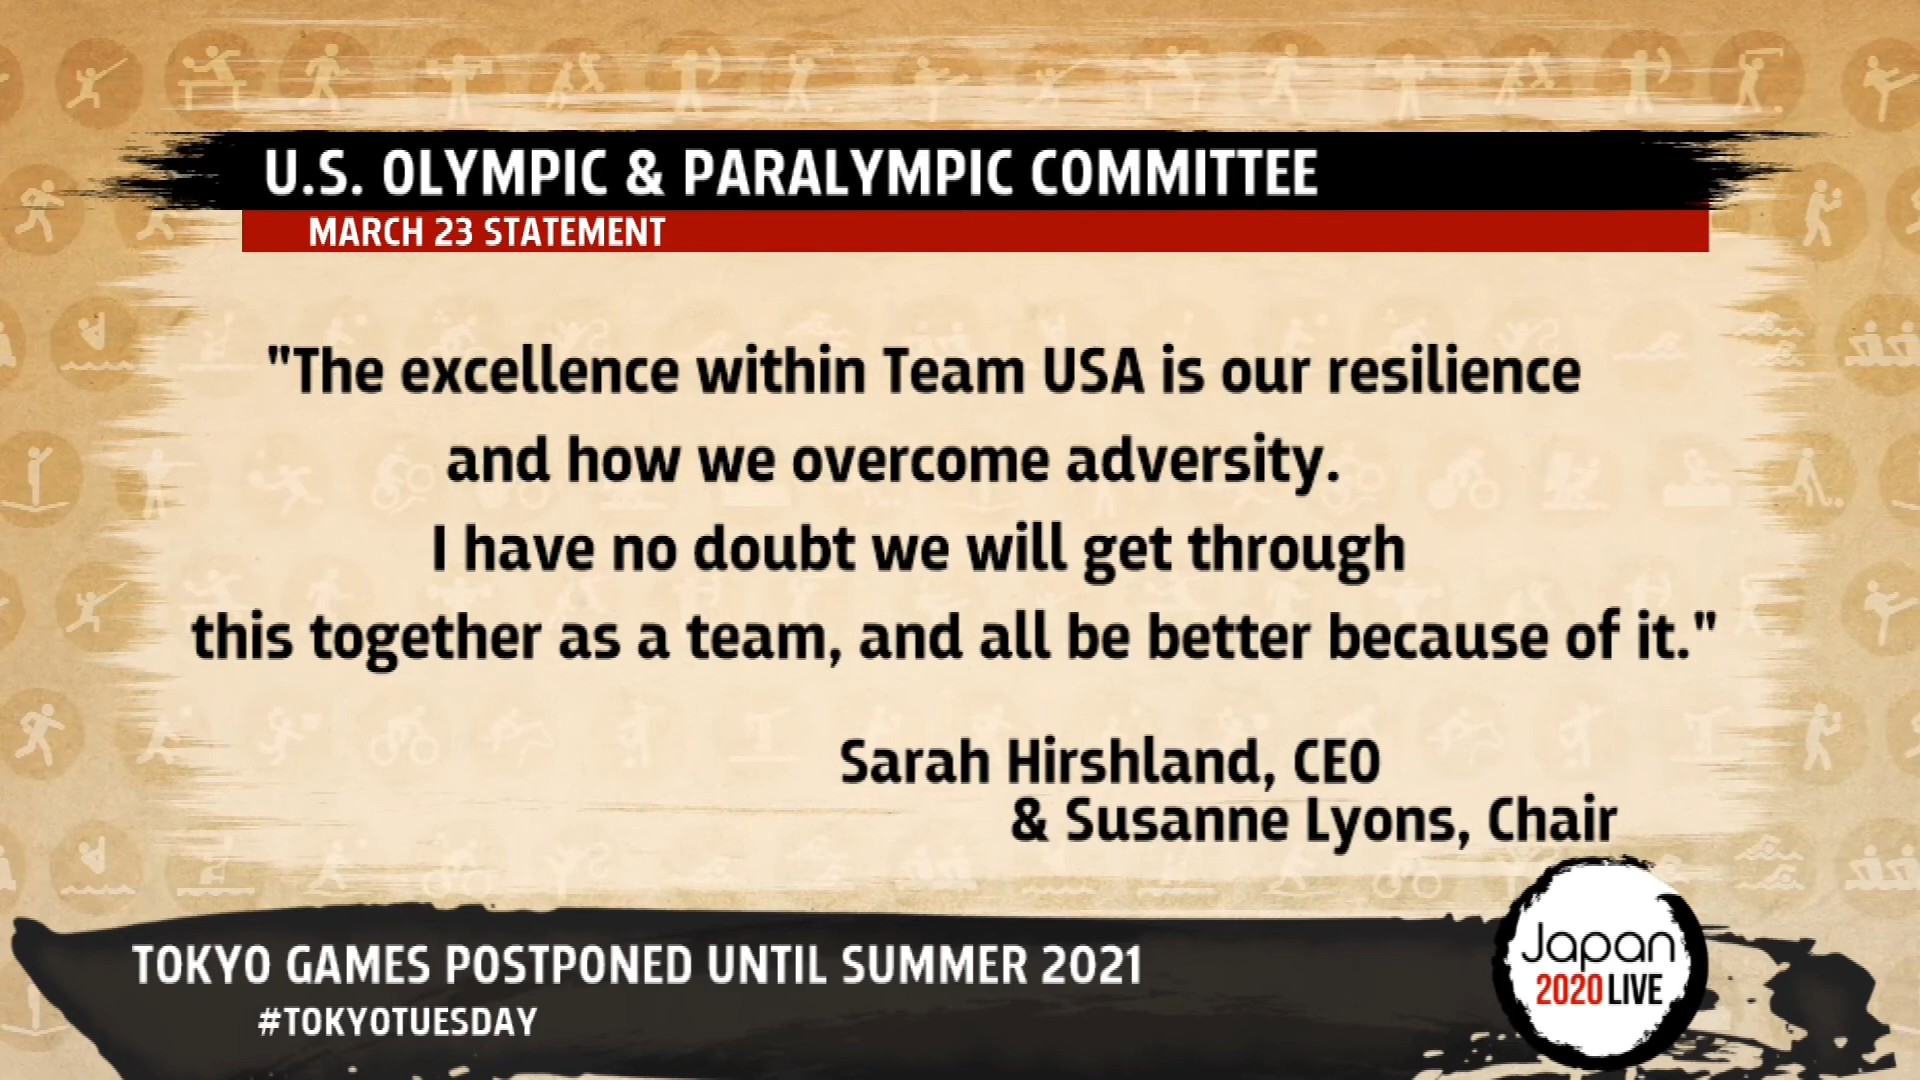 U.S. OLYMPIC & PARALYMPIC COMMITTEE
MARCH 23 STATEMENT
"The excellence within Team USA is our resilience
and how we overcome adversity.
I have no doubt we will get through
this together as a team, and all be better because of it."
Sarah Hirshland, CEO
& Susanne Lyons, Chair
TOKYO GAMES POSTPONED UNTIL SUMMER 2021
#TOKYOTUESDAY
Japan
2020 LIVE